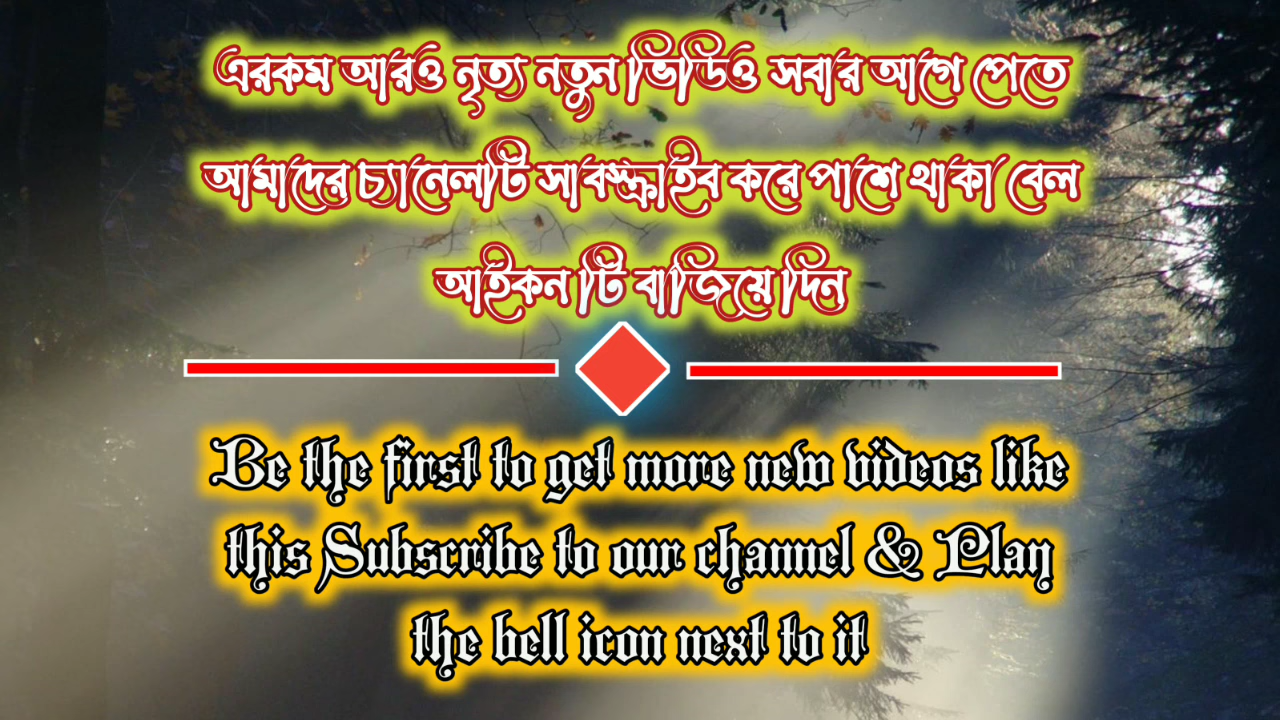 এরকম আরও নৃত্য নতুন ভিডিও সবার আগে পেতে
আমাদের চ্যানেলটি সাবস্ক্রাইব করে পাশে থাকা বেল
আইকন টি বাজিয়ে দিন
Be the first to get more new videos like
this Subscribe to our channel & Play
the bell icon next to it